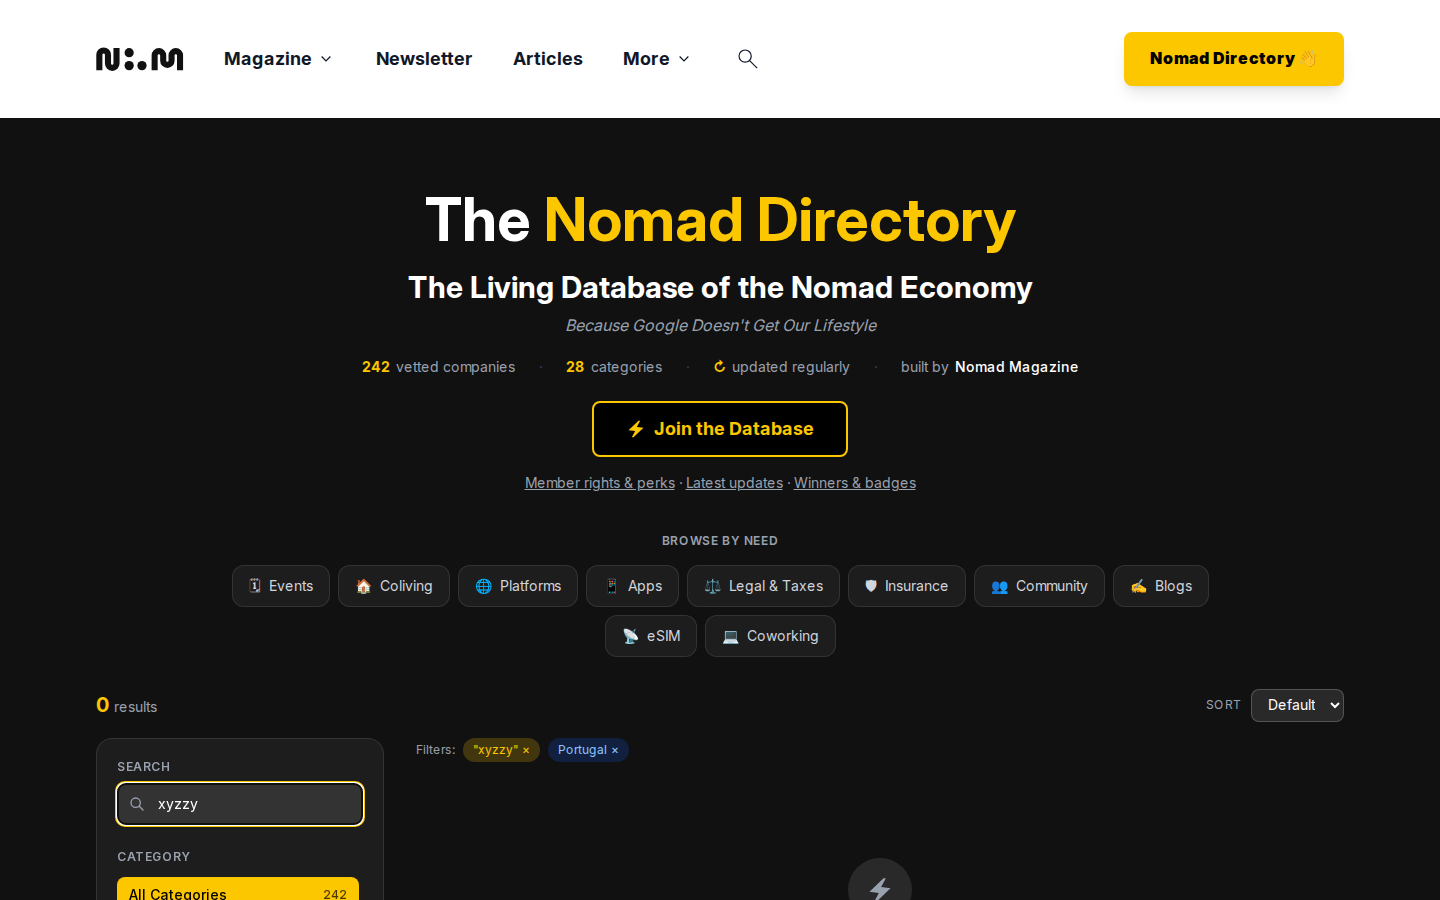 N:.M
Magazine
Newsletter
Articles
More
Nomad Directory 👋
The Nomad Directory
The Living Database of the Nomad Economy
Because Google Doesn't Get Our Lifestyle
242 vetted companies · 28 categories · ↻ updated regularly · built by Nomad Magazine
⚡ Join the Database
Member rights & perks · Latest updates · Winners & badges
BROWSE BY NEED
Events
Coliving
Platforms
Apps
Legal & Taxes
Insurance
Community
Blogs
eSIM
Coworking
0 results
SORT
Default
SEARCH
xyzzy
CATEGORY
All Categories 242
Filters: "xyzzy" × Portugal ×